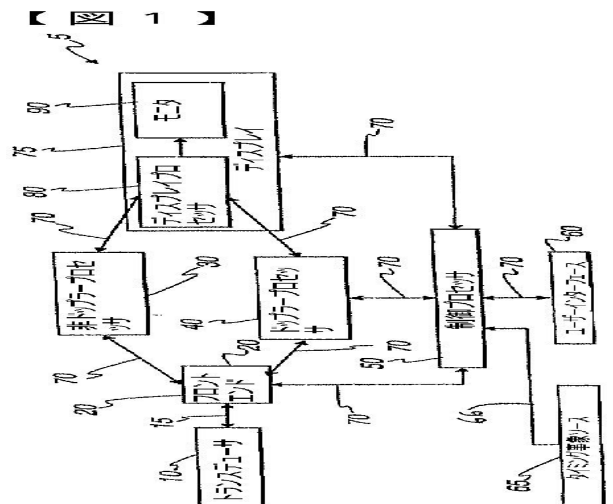 【図1】
5
75
90
モニタ
ディスプレイ
80
ディスプレイプロ
セッサ
70
70
70
非ドップラープロセ
ッサ
30
40
ドップラープロセッ
サ
70
70
70
20
フロント
エンド
20
15
10
トランスデューサ
50
制御プロセッサ
70
70
60
ユーザーインターフェース
66
65
タイミング事象ソース